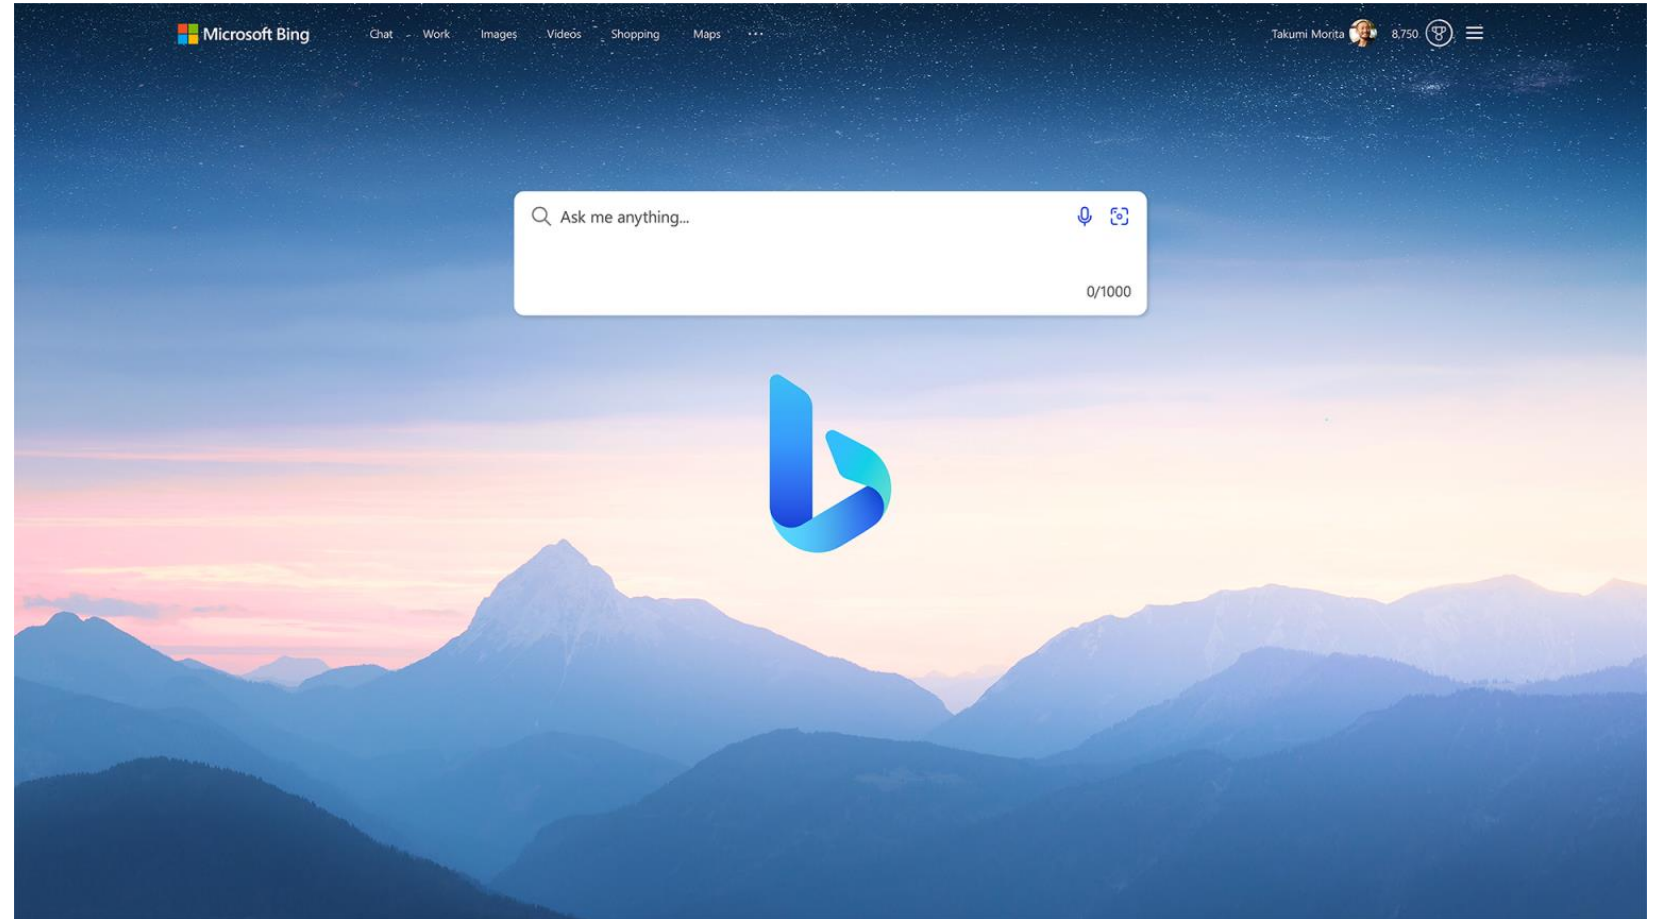 Microsoft Bing Chat Work Images Videos Shopping Maps ... Takumi Morita 8,750
Ask me anything...
0/1000